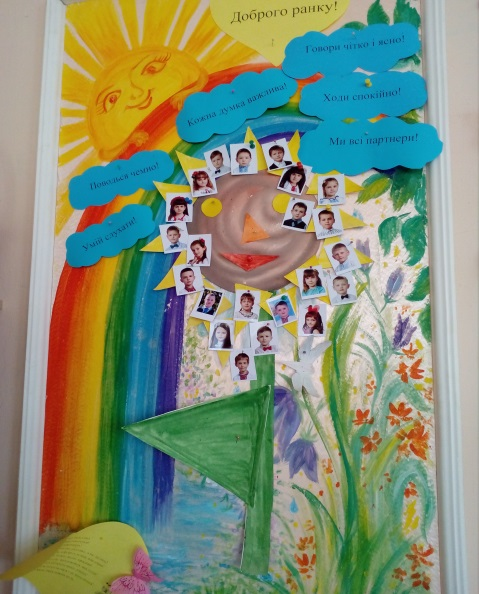 Доброго ранку!
Говори чітко і ясно!
Кожна думка важлива!
Ходи спокійно!
Ми всі партнери!
Поводься чемно!
Умій слухати!